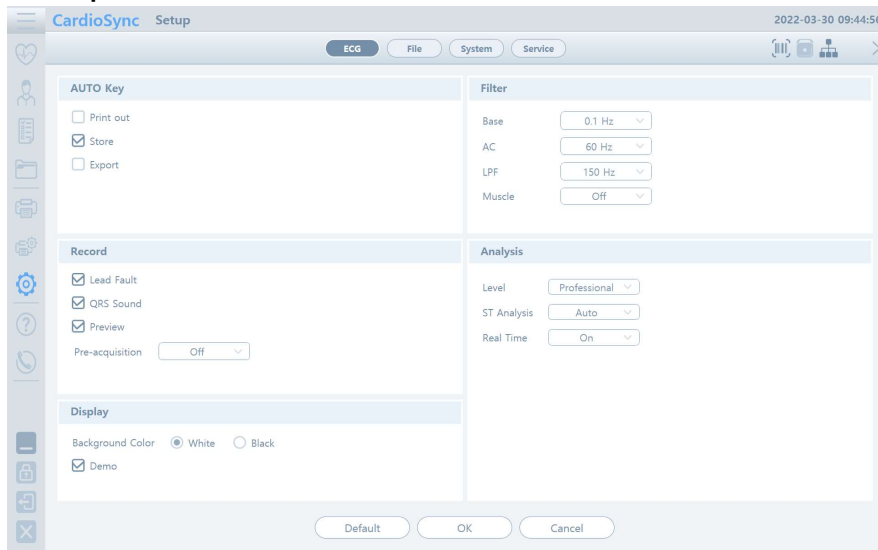 CardioSync Setup 2022-03-30 09:44:56
ECG File System Service
AUTO Key
Print out
Store
Export
Filter
Base 0.1 Hz
AC 60 Hz
LPF 150 Hz
Muscle Off
Record
Lead Fault
QRS Sound
Preview
Pre-acquisition Off
Analysis
Level Professional
ST Analysis Auto
Real Time On
Display
Background Color White Black
Demo
Default OK Cancel